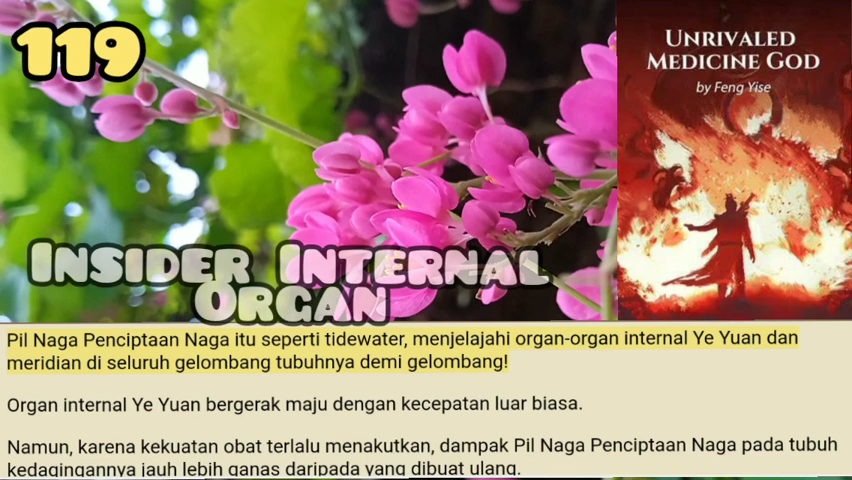 119
UNRIVALED
MEDICINE GOD
by Feng Yise
INSIDER INTERNAL
ORGAN
Pil Naga Penciptaan Naga itu seperti tidewater, menjelajahi organ-organ internal Ye Yuan dan
meridian di seluruh gelombang tubuhnya demi gelombang!
Organ internal Ye Yuan bergerak maju dengan kecepatan luar biasa.
Namun, karena kekuatan obat terlalu menakutkan, dampak Pil Naga Penciptaan Naga pada tubuh
kedagingannya jauh lebih ganas daripada yang dibuat ulang.